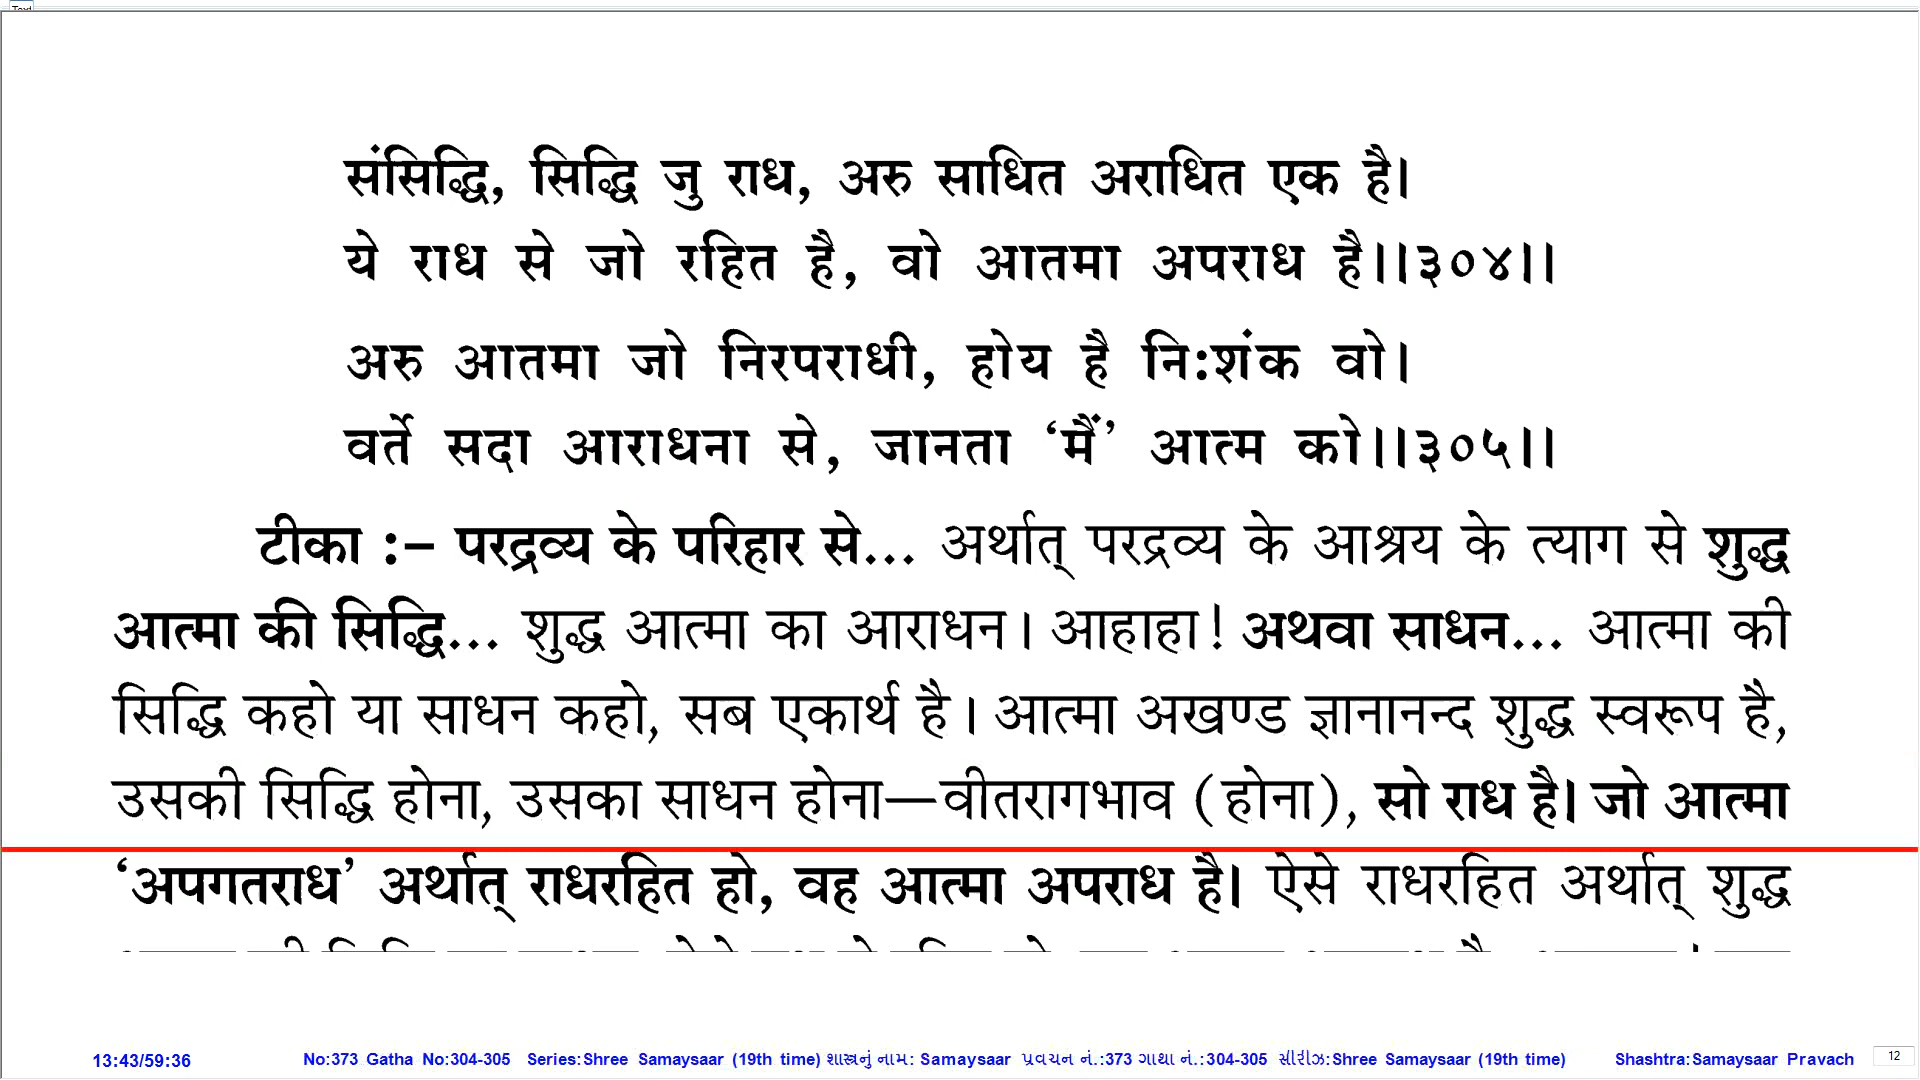 Text
संसिद्धि, सिद्धि जु राध, अरु साधित अराधित एक है।
ये राध से जो रहित है, वो आतमा अपराध है।।३०४।।
अरु आतमा जो निरपराधी, होय है नि:शंक वो।
वर्ते सदा आराधना से, जानता ‘मैं’ आत्म को।।३०५।।
टीका :– परद्रव्य के परिहार से... अर्थात् परद्रव्य के आश्रय के त्याग से शुद्ध
आत्मा की सिद्धि... शुद्ध आत्मा का आराधन। आहाहा! अथवा साधन... आत्मा की
सिद्धि कहो या साधन कहो, सब एकार्थ है। आत्मा अखण्ड ज्ञानानन्द शुद्ध स्वरूप है,
उसकी सिद्धि होना, उसका साधन होना—वीतरागभाव (होना), सो राध है। जो आत्मा
‘अपगतराध’ अर्थात् राधरहित हो, वह आत्मा अपराध है। ऐसे राधरहित अर्थात् शुद्ध
13:43/59:36 No:373 Gatha No:304-305 Series:Shree Samaysaar (19th time) શાસ્ત્રનું નામ: Samaysaar પ્રવચન નં.:373 ગાથા નં.:304-305 સીરીઝ:Shree Samaysaar (19th time) Shashtra:Samaysaar Pravach 12